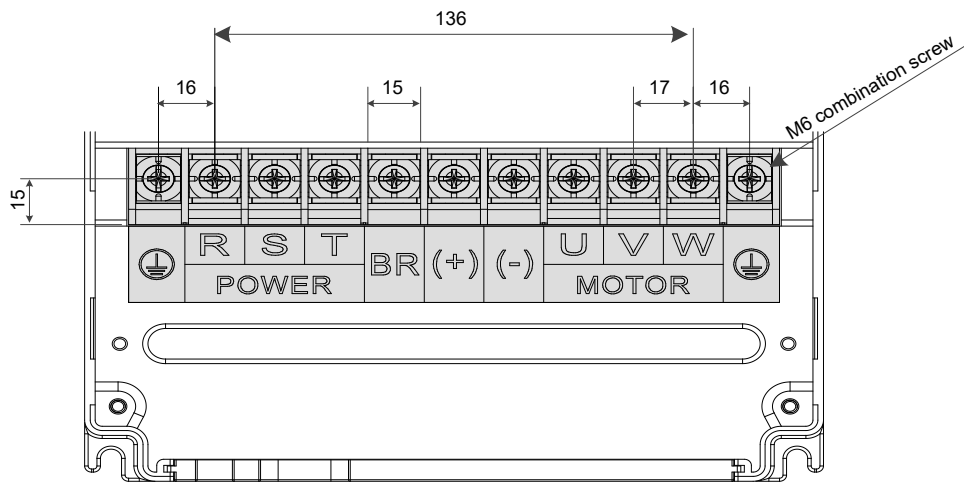 136
16 15 17 16
M6 combination screw
15
R S T BR (+) (-) U V W
POWER MOTOR